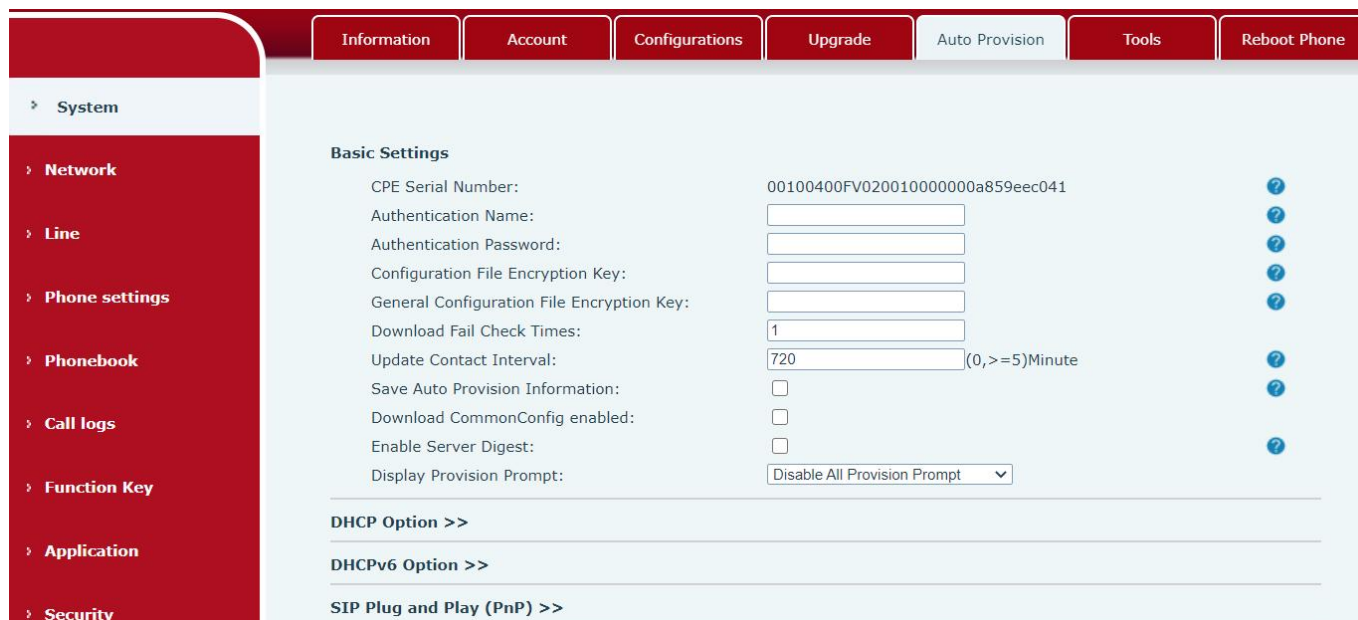 Information Account Configurations Upgrade Auto Provision Tools Reboot Phone
System
Network
Line
Phone settings
Phonebook
Call logs
Function Key
Application
Security
Basic Settings
CPE Serial Number: 00100400FV020010000000a859eec041
Authentication Name:
Authentication Password:
Configuration File Encryption Key:
General Configuration File Encryption Key:
Download Fail Check Times: 1
Update Contact Interval: 720 (0,>=5)Minute
Save Auto Provision Information:
Download CommonConfig enabled:
Enable Server Digest:
Display Provision Prompt: Disable All Provision Prompt
DHCP Option >>
DHCPv6 Option >>
SIP Plug and Play (PnP) >>